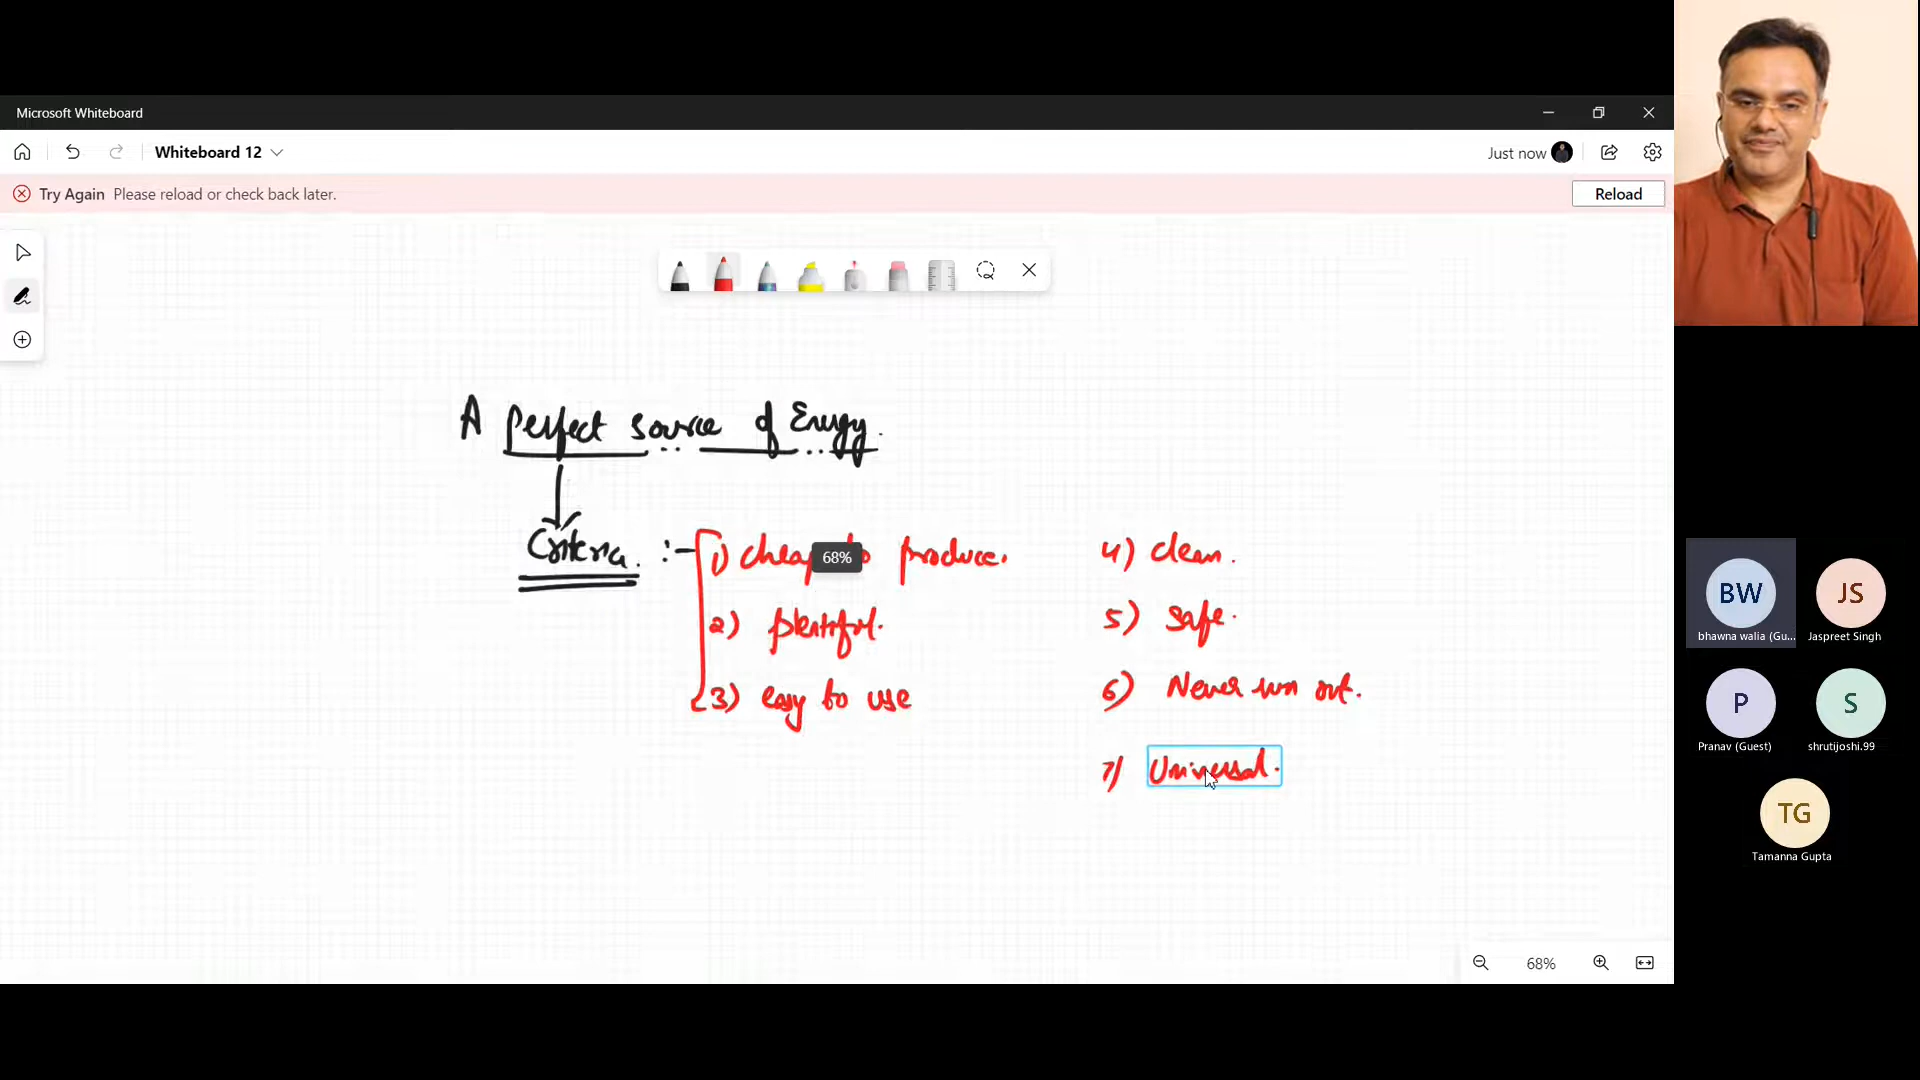 Microsoft Whiteboard
Whiteboard 12
Just now
Try Again Please reload or check back later.
Reload
A Perfect source of Energy.
Criteria :-
1) cheap to produce.
68%
2) plentiful.
3) easy to use
4) clean.
5) safe.
6) Never run out.
7) Universal.
68%
BW
bhawna walia (Gu...
JS
Jaspreet Singh
P
Pranav (Guest)
S
shrutijoshi.99
TG
Tamanna Gupta